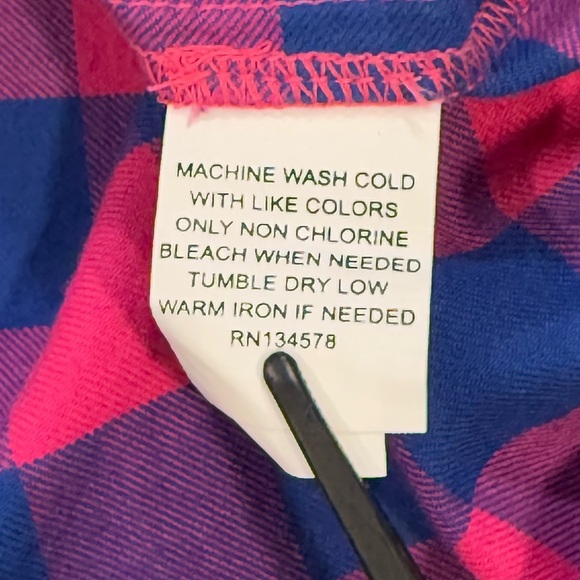 MACHINE WASH COLD
WITH LIKE COLORS
ONLY NON CHLORINE
BLEACH WHEN NEEDED
TUMBLE DRY LOW
WARM IRON IF NEEDED
RN134578